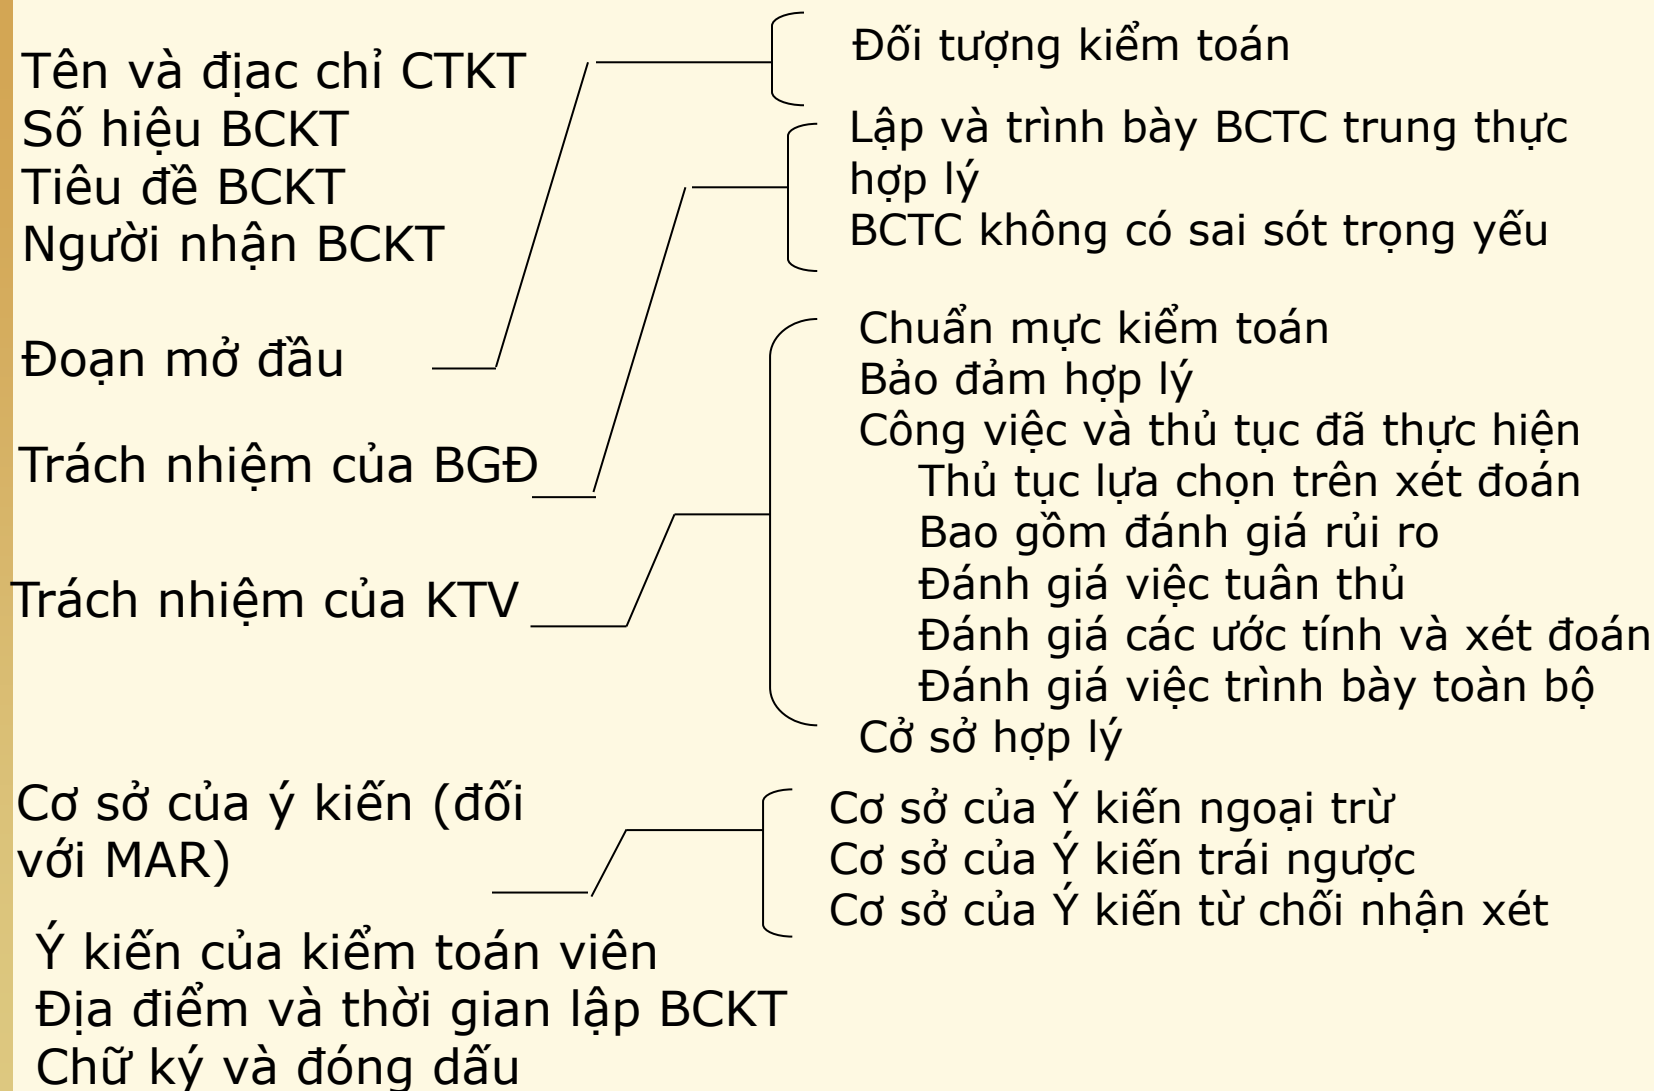 Tên và địac chỉ CTKT
Số hiệu BCKT
Tiêu đề BCKT
Người nhận BCKT
Đoạn mở đầu
Đối tượng kiểm toán
Trách nhiệm của BGĐ
Lập và trình bày BCTC trung thực
hợp lý
BCTC không có sai sót trọng yếu
Trách nhiệm của KTV
Chuẩn mực kiểm toán
Bảo đảm hợp lý
Công việc và thủ tục đã thực hiện
Thủ tục lựa chọn trên xét đoán
Bao gồm đánh giá rủi ro
Đánh giá việc tuân thủ
Đánh giá các ước tính và xét đoán
Đánh giá việc trình bày toàn bộ
Cở sở hợp lý
Cơ sở của ý kiến (đối
với MAR)
Cơ sở của Ý kiến ngoại trừ
Cơ sở của Ý kiến trái ngược
Cơ sở của Ý kiến từ chối nhận xét
Ý kiến của kiểm toán viên
Địa điểm và thời gian lập BCKT
Chữ ký và đóng dấu